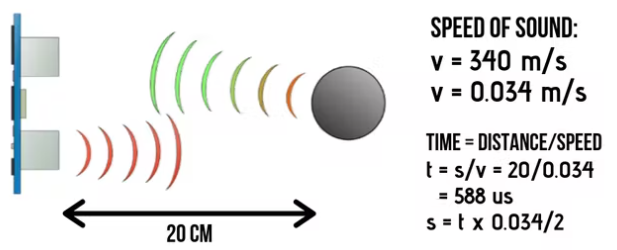 SPEED OF SOUND:
v = 340 m/s
v = 0.034 m/s
TIME = DISTANCE/SPEED
t = s/v = 20/0.034
= 588 us
s = t x 0.034/2
20 CM